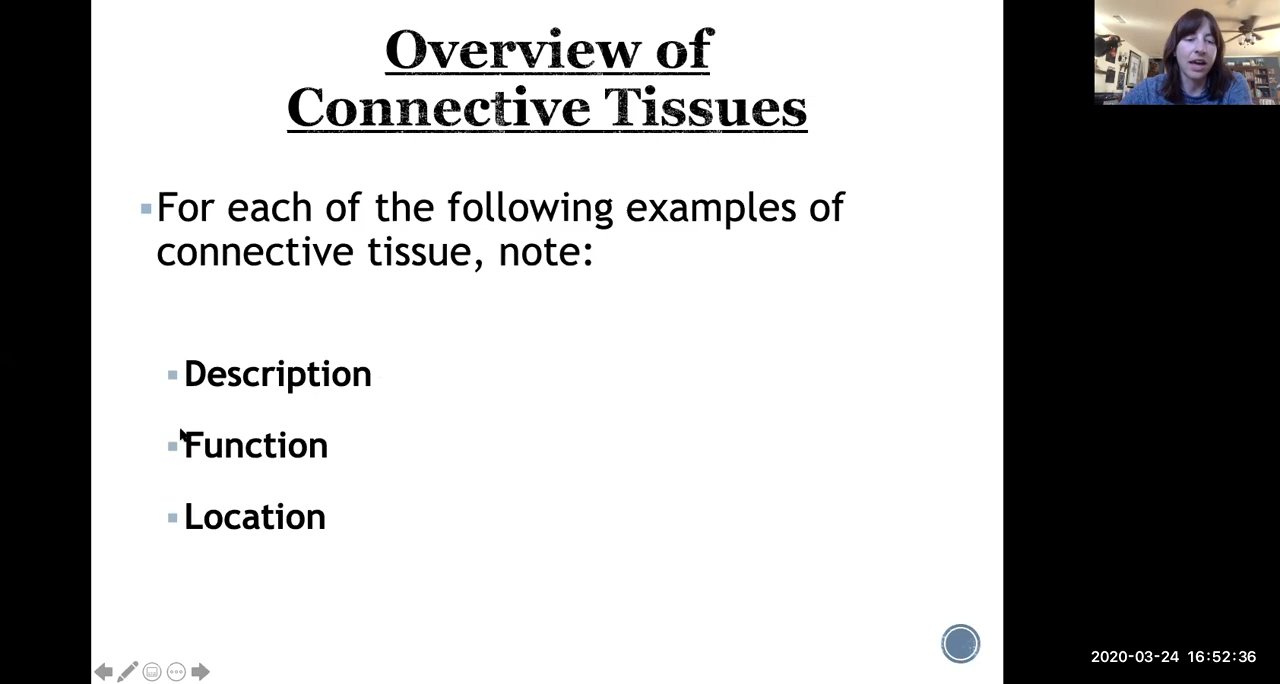 Overview of
Connective Tissues
For each of the following examples of
connective tissue, note:
Description
Function
Location
2020-03-24 16:52:36